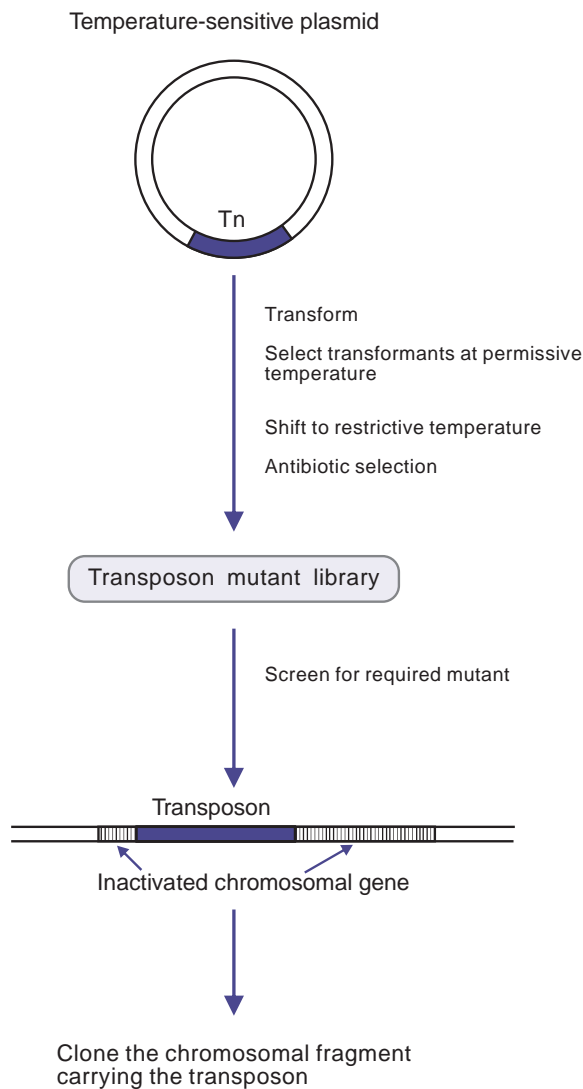 Temperature-sensitive plasmid
Tn
Transform
Select transformants at permissive
temperature
Shift to restrictive temperature
Antibiotic selection
Transposon mutant library
Screen for required mutant
Transposon
Inactivated chromosomal gene
Clone the chromosomal fragment
carrying the transposon